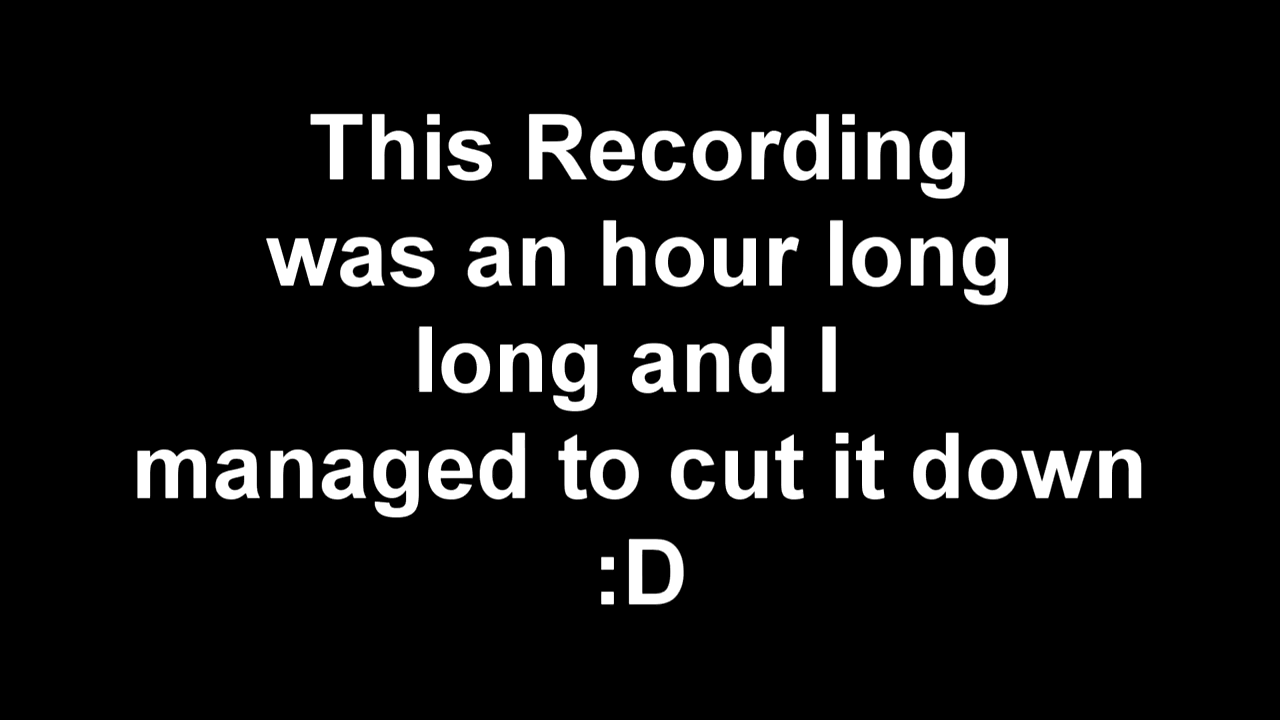 This Recording
was an hour long
long and I
managed to cut it down
:D